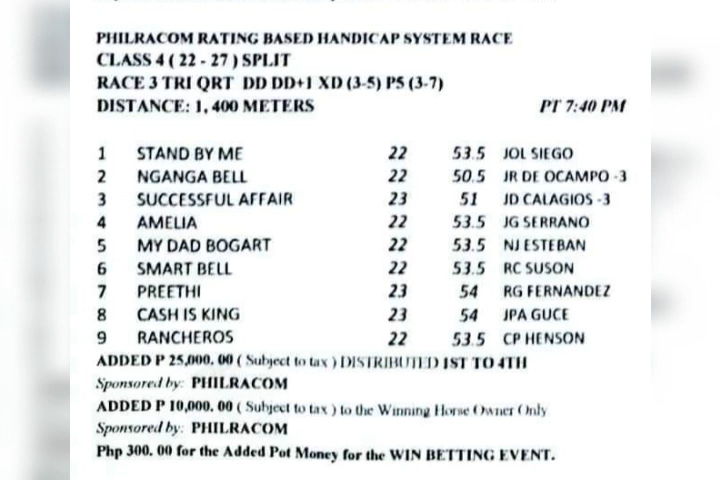 PHILRACOM RATING BASED HANDICAP SYSTEM RACE
CLASS 4 ( 22 - 27 ) SPLIT
RACE 3 TRI QRT DD DD+1 XD (3-5) P5 (3-7)
DISTANCE: 1, 400 METERS PT 7:40 PM
1 STAND BY ME 22 53.5 JOL SIEGO
2 NGANGA BELL 22 50.5 JR DE OCAMPO -3
3 SUCCESSFUL AFFAIR 23 51 JD CALAGIOS -3
4 AMELIA 22 53.5 JG SERRANO
5 MY DAD BOGART 22 53.5 NJ ESTEBAN
6 SMART BELL 22 53.5 RC SUSON
7 PREETHI 23 54 RG FERNANDEZ
8 CASH IS KING 23 54 JPA GUCE
9 RANCHEROS 22 53.5 CP HENSON
ADDED P 25,000. 00 ( Subject to tax ) DISTRIBUTED 1ST TO 4TH
Sponsored by: PHILRACOM
ADDED P 10,000. 00 ( Subject to tax ) to the Winning Horse Owner Only
Sponsored by: PHILRACOM
Php 300. 00 for the Added Pot Money for the WIN BETTING EVENT.